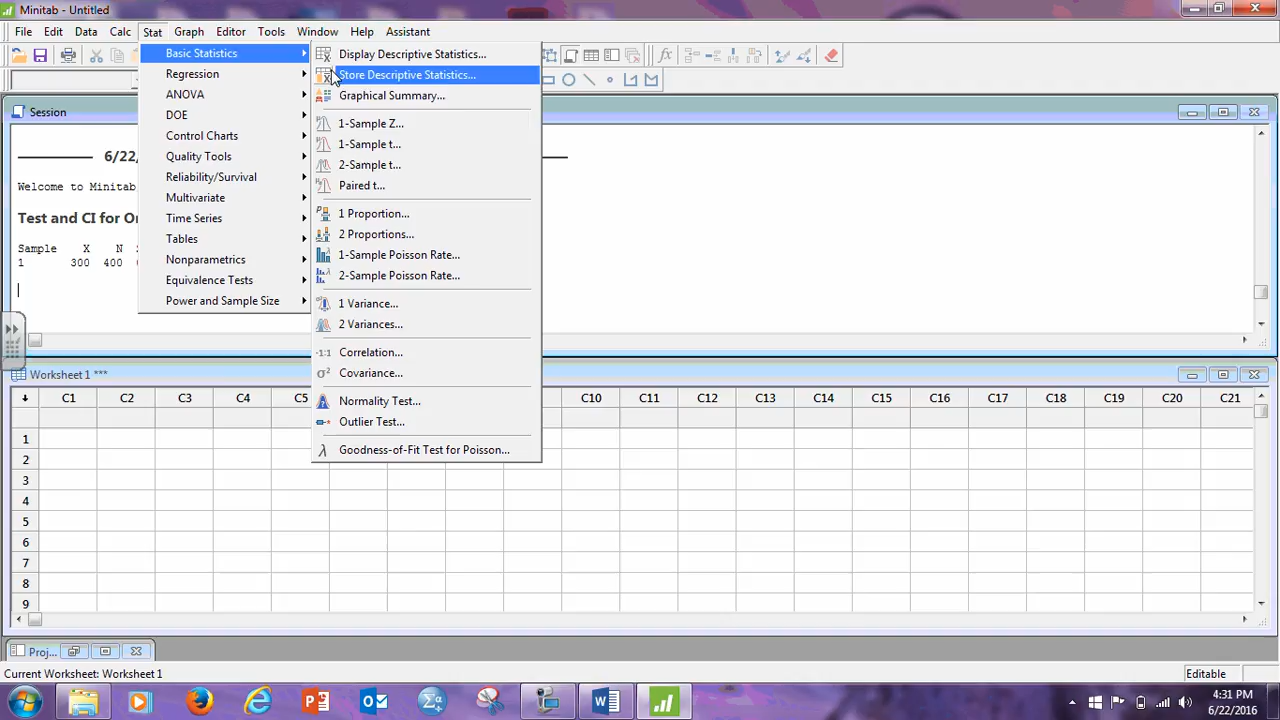 Minitab - Untitled
File Edit Data Calc Stat Graph Editor Tools Window Help Assistant
Basic Statistics
Regression
ANOVA
DOE
Control Charts
Quality Tools
Reliability/Survival
Multivariate
Time Series
Tables
Nonparametrics
Equivalence Tests
Power and Sample Size
Display Descriptive Statistics...
Store Descriptive Statistics...
Graphical Summary...
1-Sample Z...
1-Sample t...
2-Sample t...
Paired t...
1 Proportion...
2 Proportions...
1-Sample Poisson Rate...
2-Sample Poisson Rate...
1 Variance...
2 Variances...
Correlation...
Covariance...
Normality Test...
Outlier Test...
Goodness-of-Fit Test for Poisson...
Session
6/22/
Welcome to Minitab
Test and CI for
Sample X N
1 300 400
Worksheet 1 ***
C1 C2 C3 C4 C5 C10 C11 C12 C13 C14 C15 C16 C17 C18 C19 C20 C21
1
2
3
4
5
6
7
8
9
Proj...
Current Worksheet: Worksheet 1
Editable
4:31 PM
6/22/2016